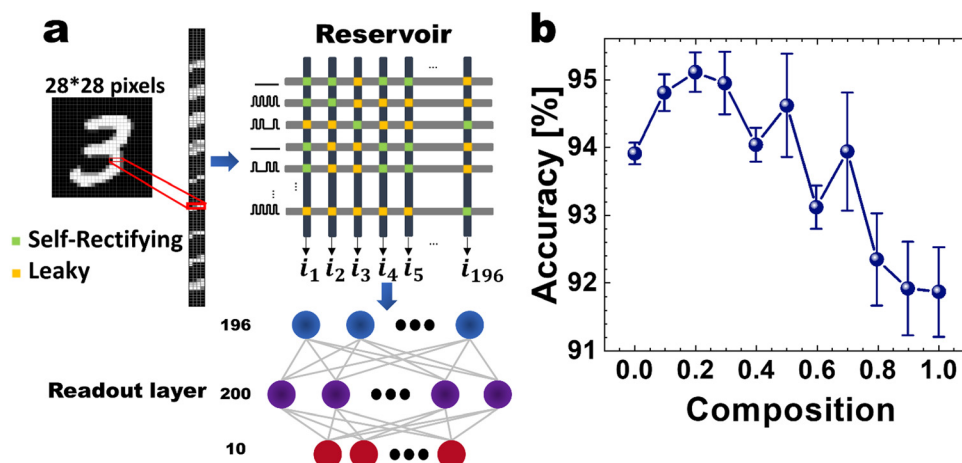 a
28*28 pixels
Reservoir
...
Self-Rectifying
Leaky
i1 i2 i3 i4 i5 i196
...
196
Readout layer
200
10
b
Accuracy [%]
95
94
93
92
91
0.0 0.2 0.4 0.6 0.8 1.0
Composition